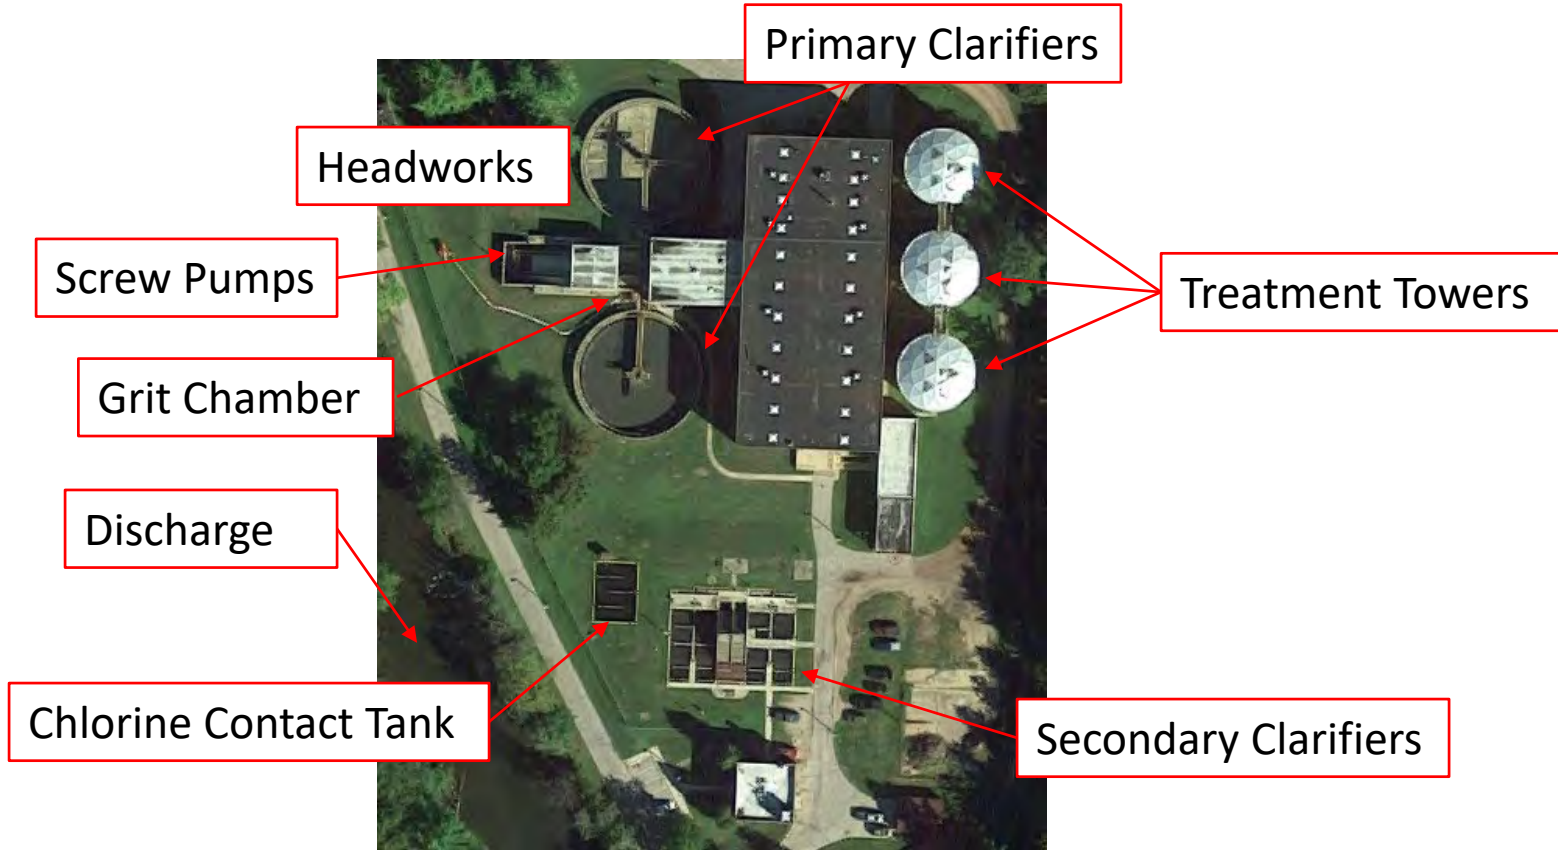 Primary Clarifiers
Headworks
Screw Pumps
Treatment Towers
Grit Chamber
Discharge
Chlorine Contact Tank
Secondary Clarifiers